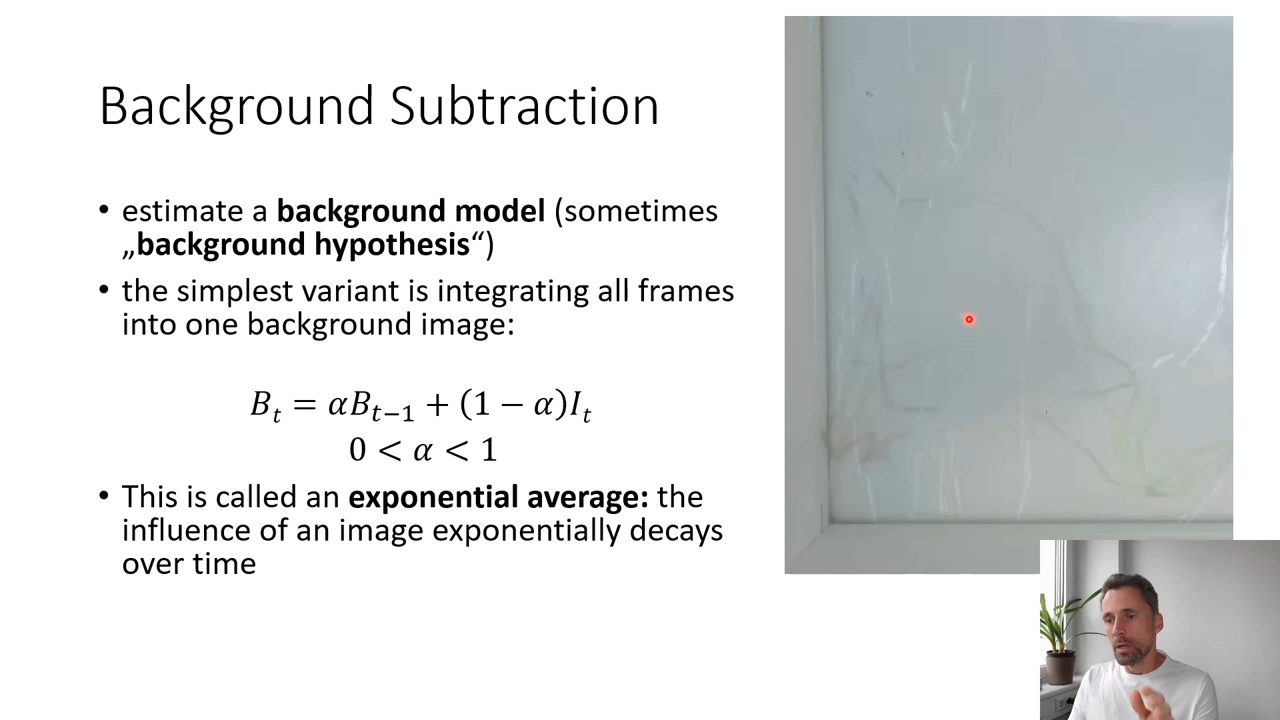 Background Subtraction
• estimate a background model (sometimes
„background hypothesis“)
• the simplest variant is integrating all frames
into one background image:
Bₜ = αBₜ₋₁ + (1 − α)Iₜ
0 < α < 1
• This is called an exponential average: the
influence of an image exponentially decays
over time